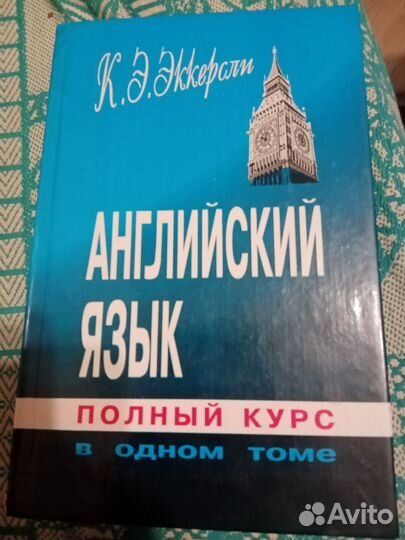 К.Э.Эккерсли
АНГЛИЙСКИЙ
ЯЗЫК
ПОЛНЫЙ КУРС
в одном томе
Avito